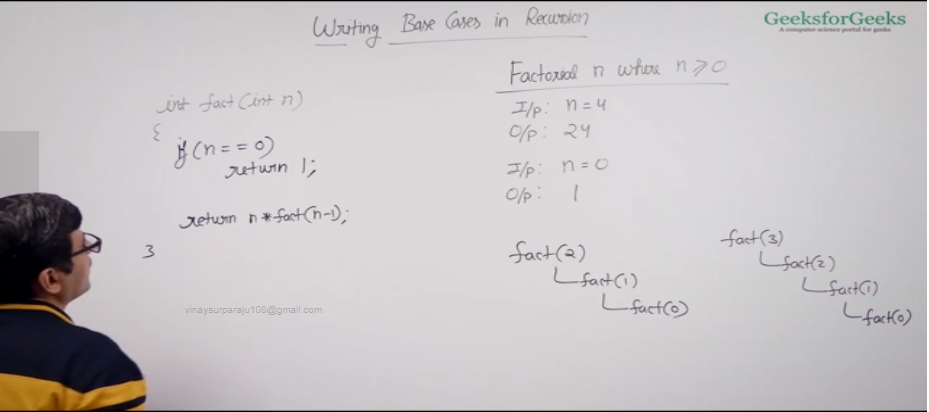 Writing Base Cases in Recursion
GeeksforGeeks
A computer science portal for geeks
int fact(int n)
{
if(n==0)
return 1;
return n*fact(n-1);
}
Factorial n where n⩾0
I/p: n=4
O/p: 24
I/p: n=0
O/p: 1
fact(2)
fact(1)
fact(0)
fact(3)
fact(2)
fact(1)
fact(0)
vinaysurparaju108@gmail.com